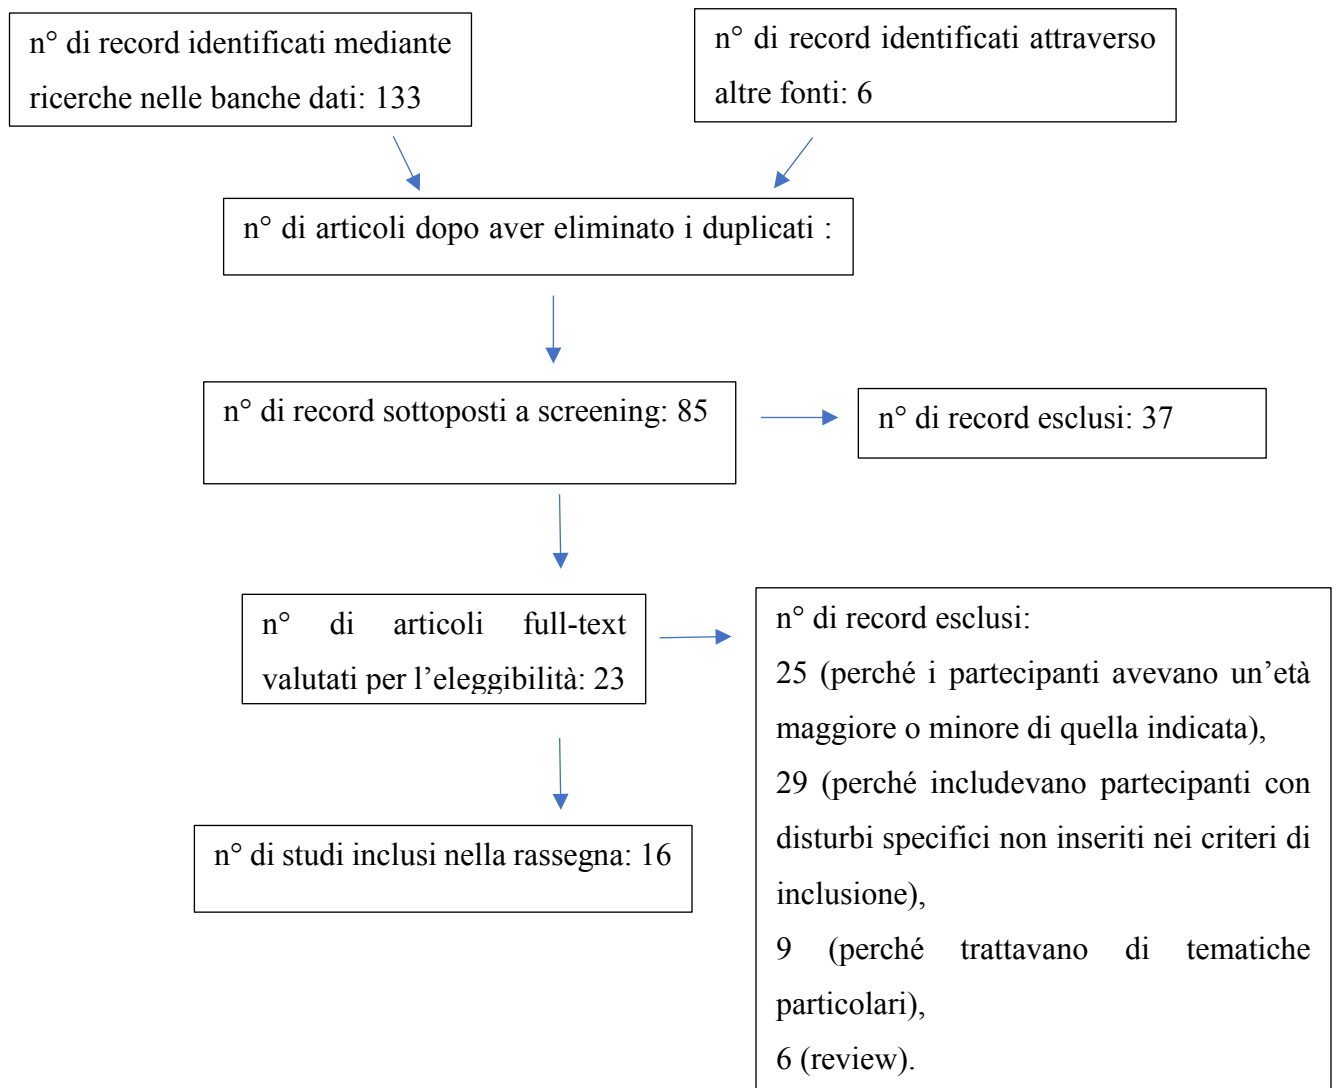 n° di record identificati mediante
ricerche nelle banche dati: 133
n° di record identificati attraverso
altre fonti: 6
n° di articoli dopo aver eliminato i duplicati :
n° di record sottoposti a screening: 85
n° di record esclusi: 37
n° di articoli full-text
valutati per l’eleggibilità: 23
n° di record esclusi:
25 (perché i partecipanti avevano un’età
maggiore o minore di quella indicata),
29 (perché includevano partecipanti con
disturbi specifici non inseriti nei criteri di
inclusione),
9 (perché trattavano di tematiche
particolari),
6 (review).
n° di studi inclusi nella rassegna: 16